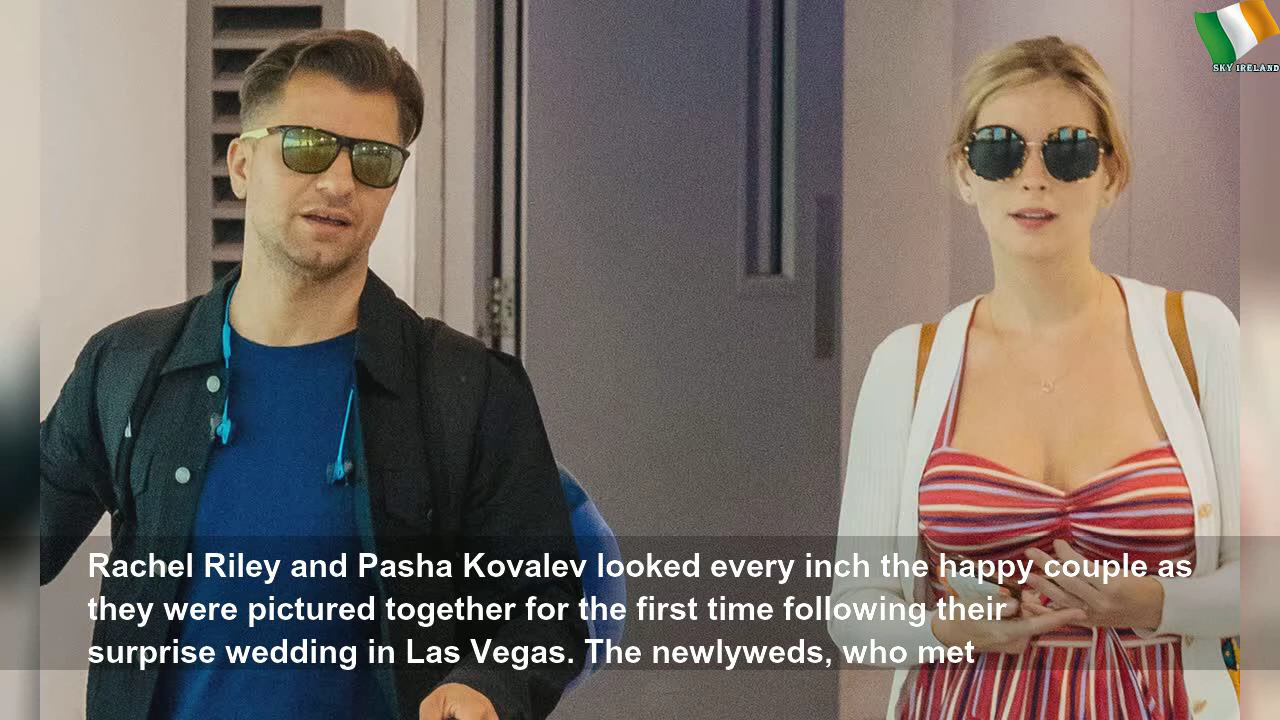 SKY IRELAND
Rachel Riley and Pasha Kovalev looked every inch the happy couple as
they were pictured together for the first time following their
surprise wedding in Las Vegas. The newlyweds, who met